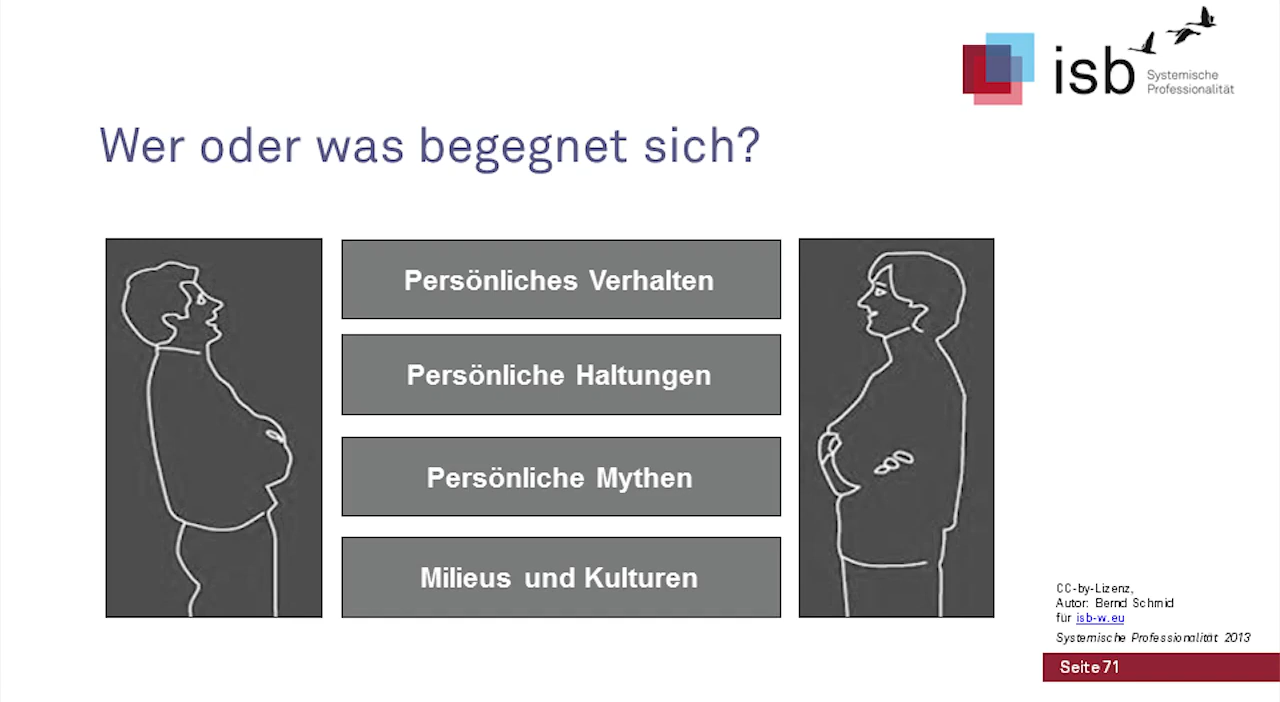 isb
Systemische
Professionalität
Wer oder was begegnet sich?
Persönliches Verhalten
Persönliche Haltungen
Persönliche Mythen
Milieus und Kulturen
CC-by-Lizenz,
Autor: Bernd Schmid
für isb-w.eu
Systemische Professionalität 2013
Seite 71